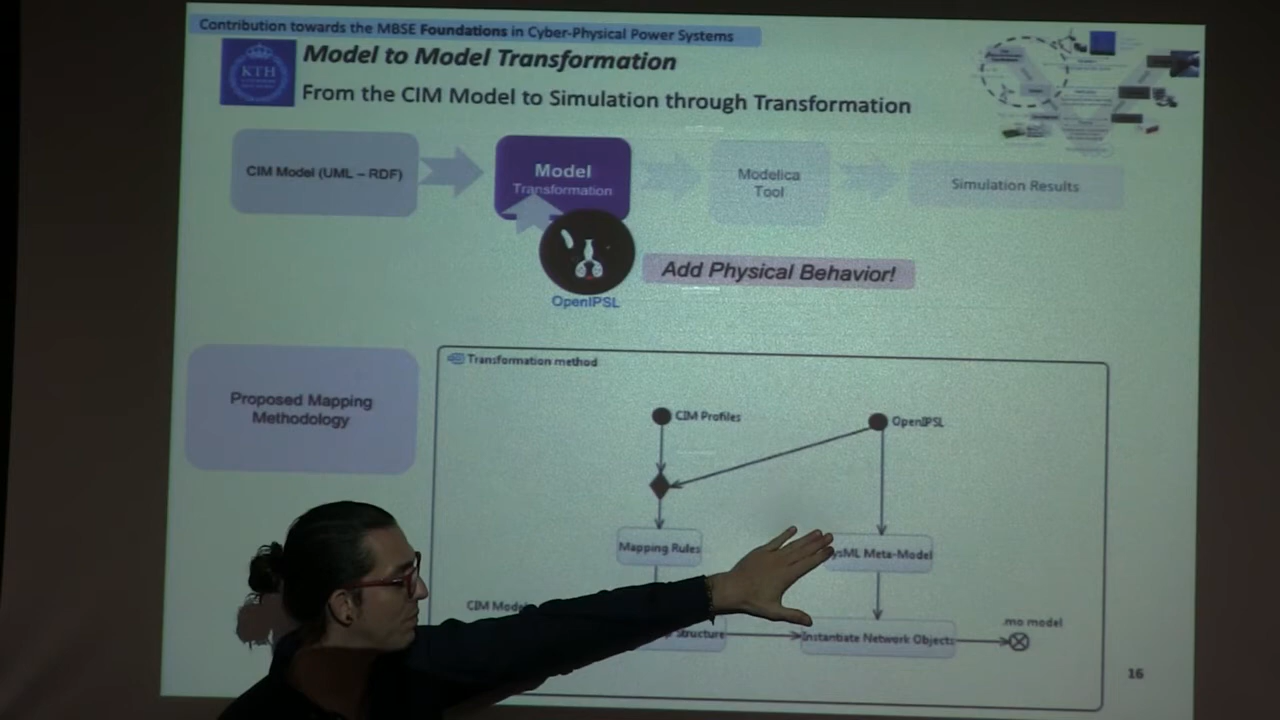 Contribution towards the MBSE Foundations in Cyber-Physical Power Systems
KTH
Model to Model Transformation
From the CIM Model to Simulation through Transformation
CIM Model (UML – RDF)
Model
Transformation
Modelica
Tool
Simulation Results
Add Physical Behavior!
OpenIPSL
Transformation method
Proposed Mapping
Methodology
CIM Profiles
OpenIPSL
Mapping Rules
Meta-Model
CIM
Structure
Instantiate Network Objects
.mo model
16